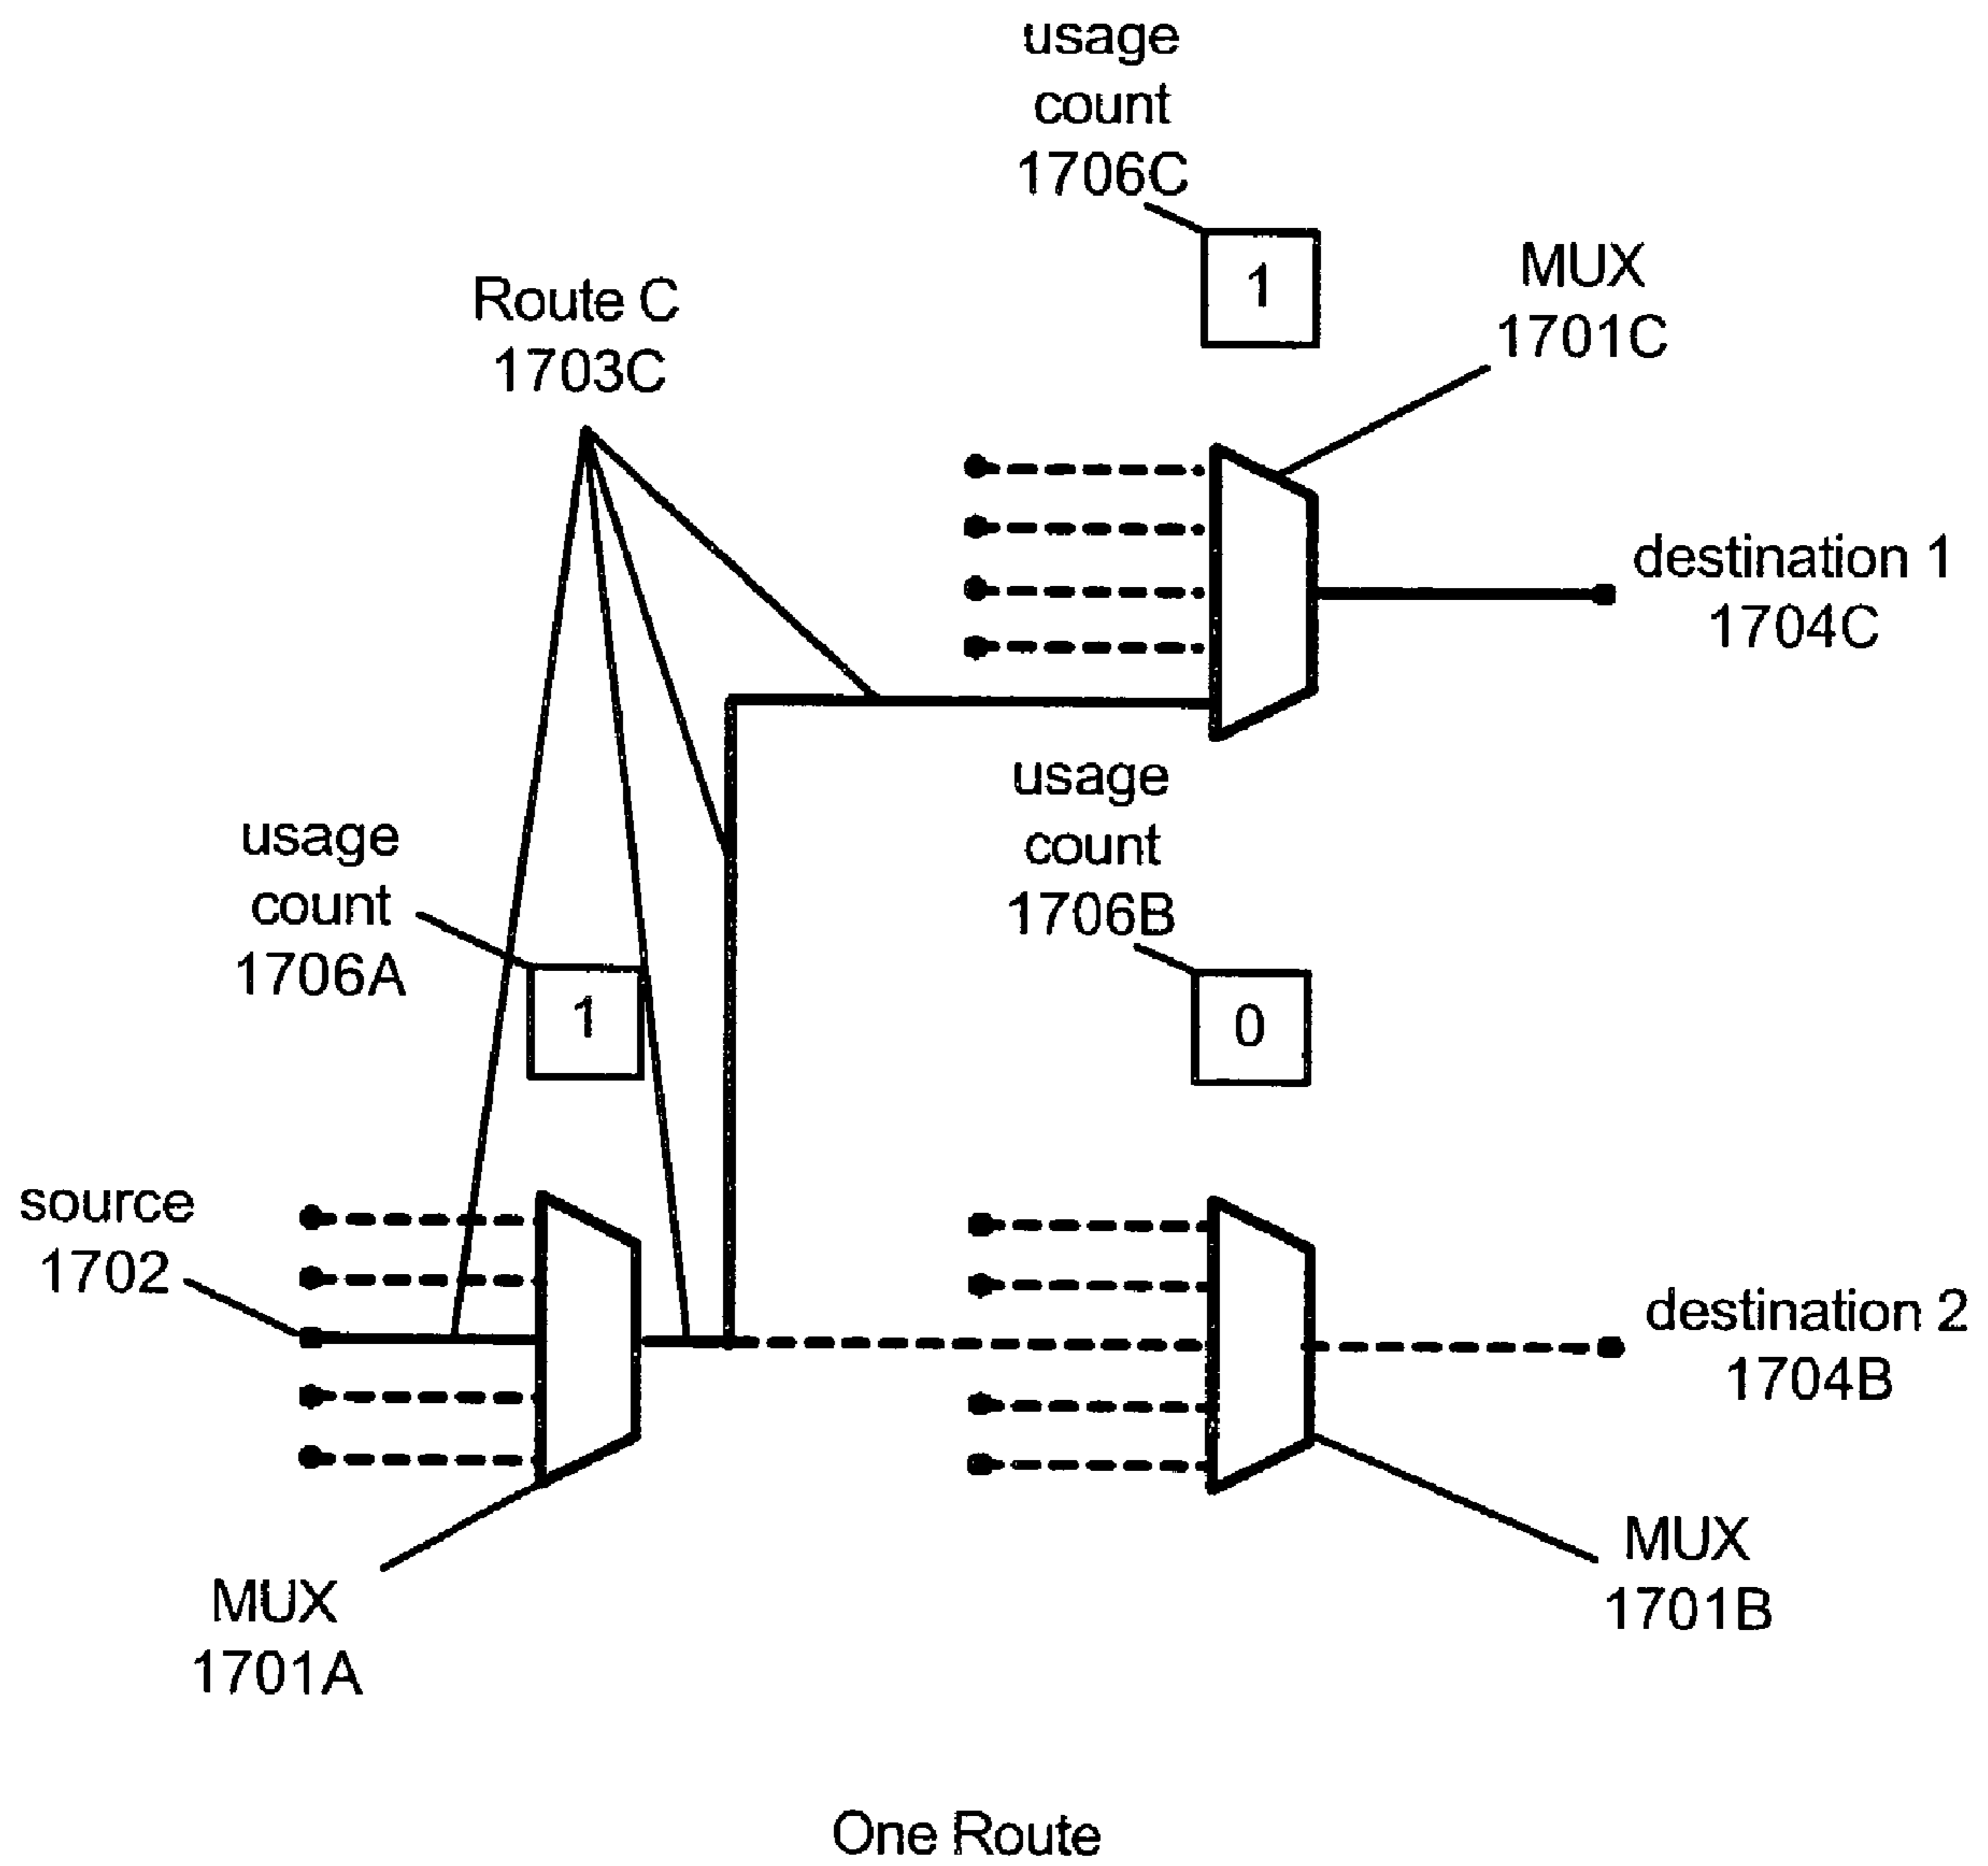 usage
count
1706C
1
MUX
1701C
Route C
1703C
destination 1
1704C
usage
count
1706B
0
usage
count
1706A
1
source
1702
destination 2
1704B
MUX
1701B
MUX
1701A
One Route